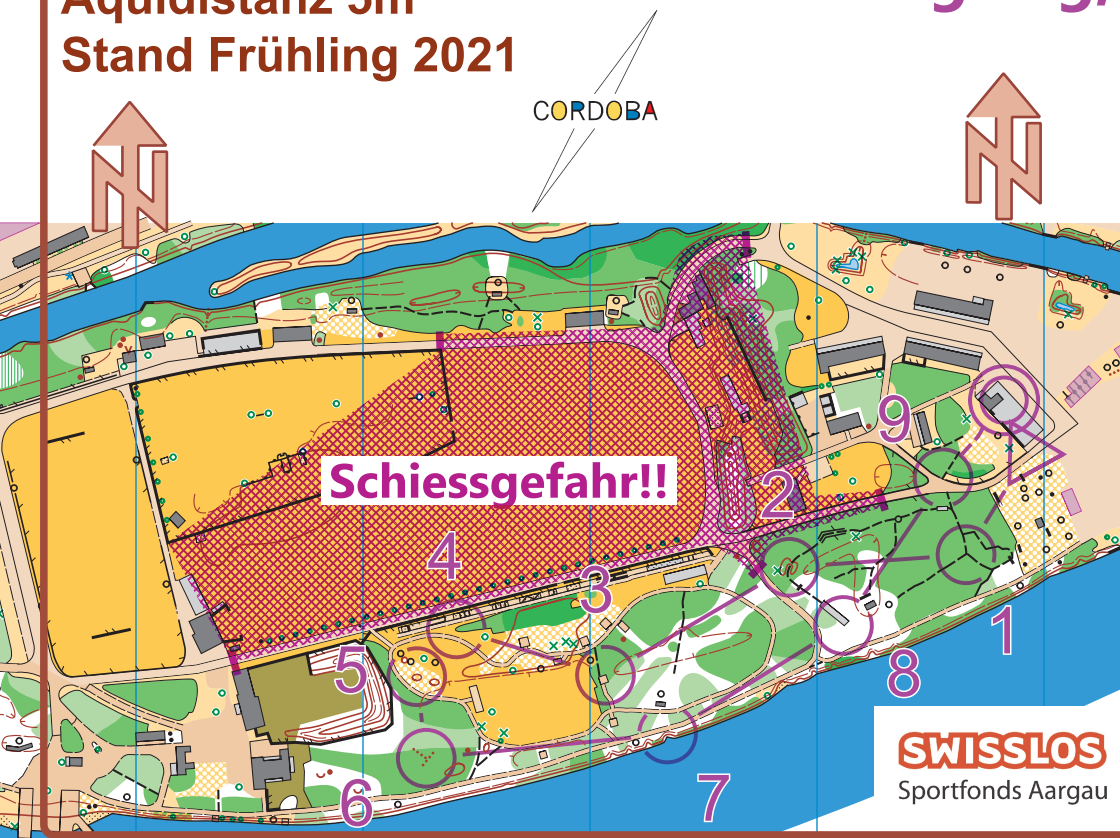 Stand Frühling 2021
CORDOBA
N
N
Schiessgefahr!!
9
2
4
3
1
5
8
6
7
SWISSLOS
Sportfonds Aargau